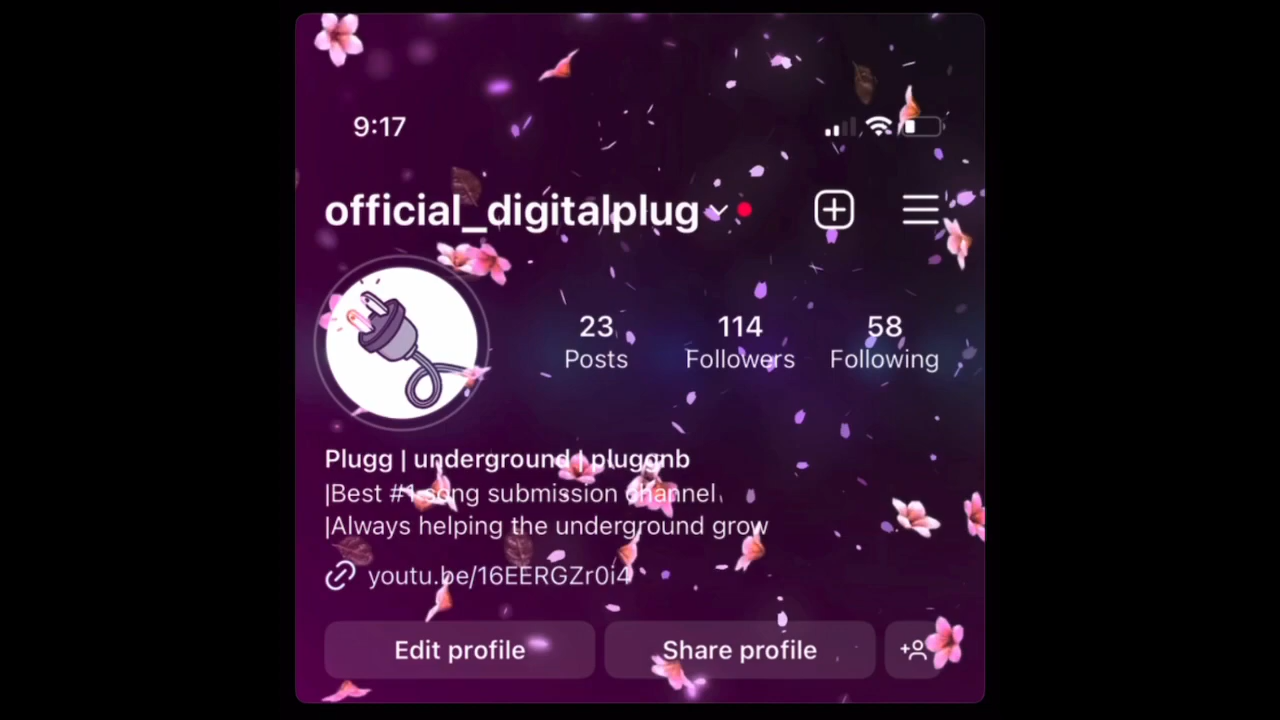 9:17
official_digitalplug
23 114 58
Posts Followers Following
Plugg | underground | pluggnb
|Best #1 song submission channel
|Always helping the underground grow
youtu.be/16EERGZr0i4
Edit profile Share profile